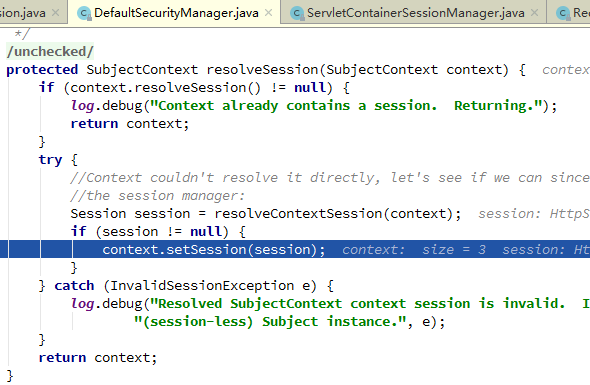 sion.java × DefaultSecurityManager.java × ServletContainerSessionManager.java × Re
*/
/unchecked/
protected SubjectContext resolveSession(SubjectContext context) { contex
if (context.resolveSession() != null) {
log.debug("Context already contains a session.  Returning.");
return context;
}
try {
//Context couldn't resolve it directly, let's see if we can since
//the session manager:
Session session = resolveContextSession(context); session: HttpS
if (session != null) {
context.setSession(session); context: size = 3 session: Ht
}
} catch (InvalidSessionException e) {
log.debug("Resolved SubjectContext context session is invalid.  I
"(session-less) Subject instance.", e);
}
return context;
}